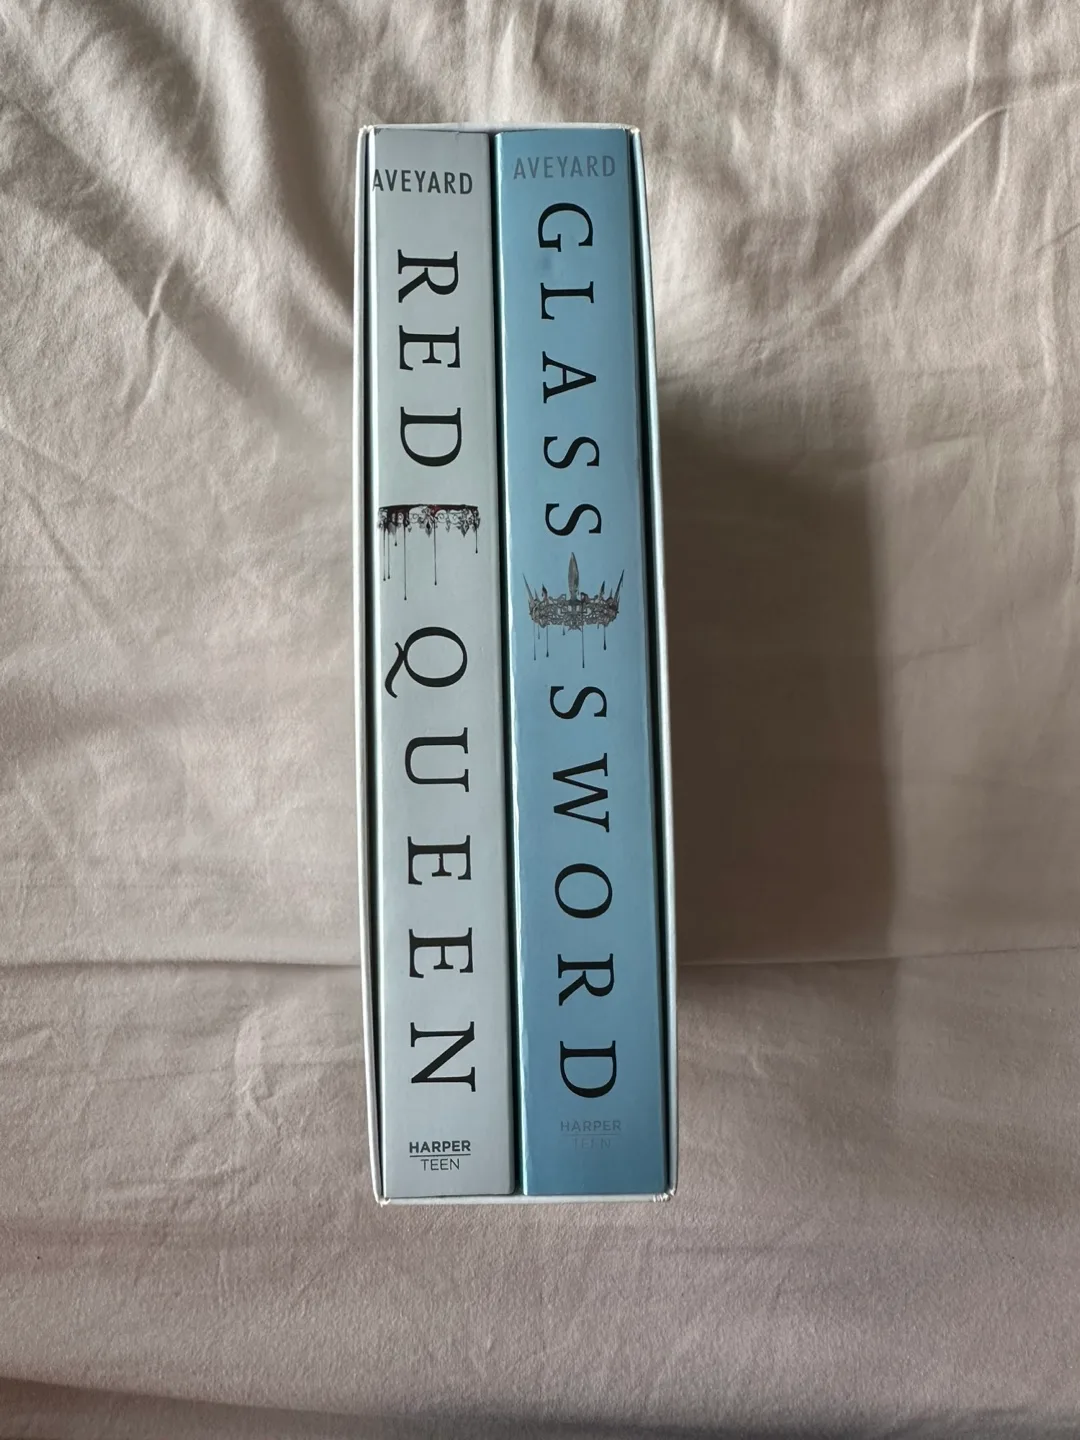 AVEYARD
RED QUEEN
HARPER
TEEN
AVEYARD
GLASS SWORD
HARPER
TEEN